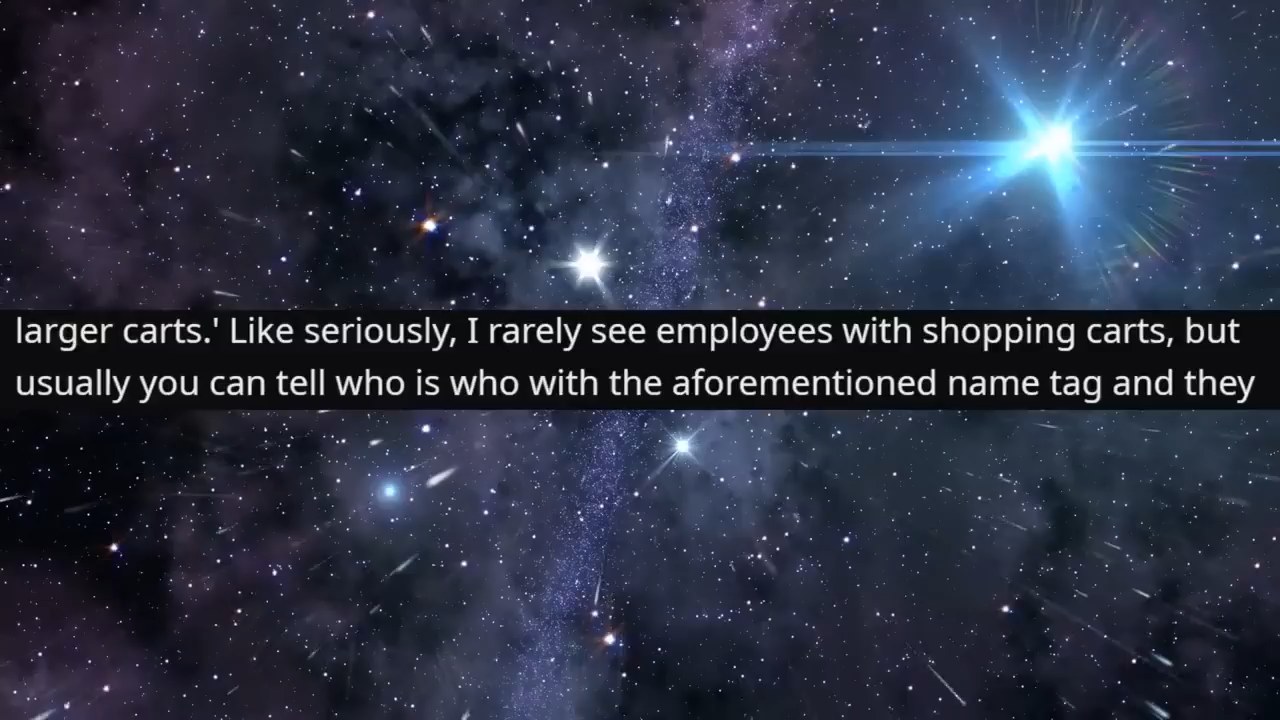 larger carts.' Like seriously, I rarely see employees with shopping carts, but
usually you can tell who is who with the aforementioned name tag and they